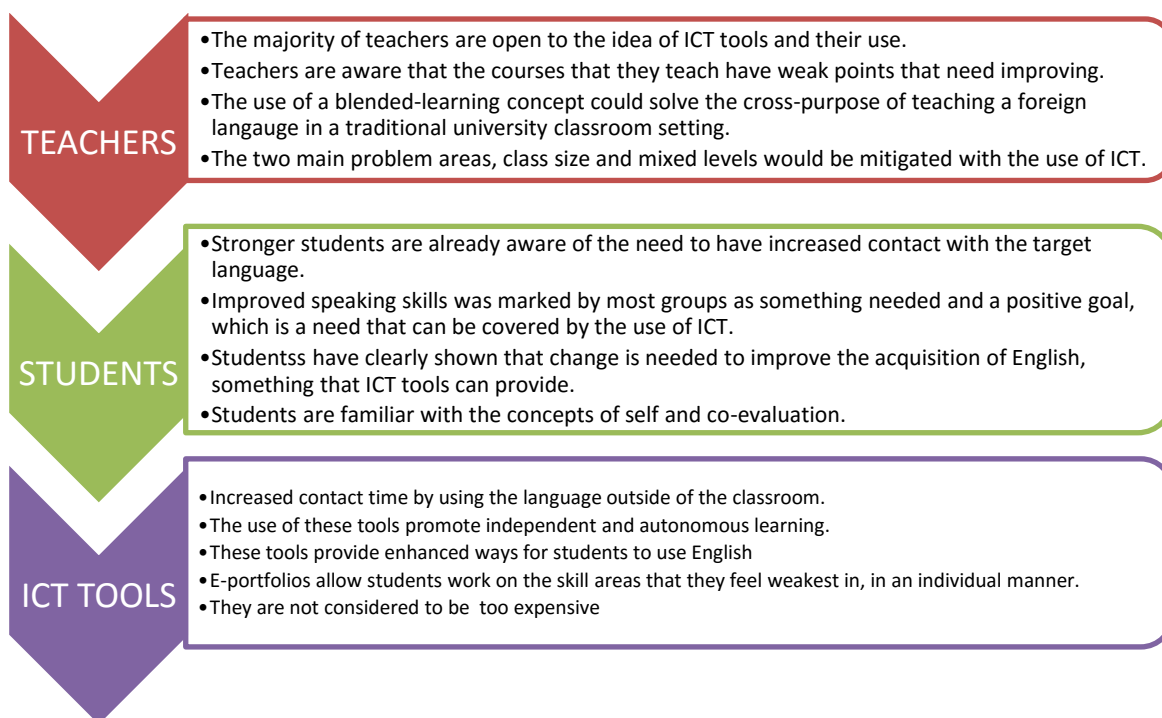 TEACHERS
•The majority of teachers are open to the idea of ICT tools and their use.
•Teachers are aware that the courses that they teach have weak points that need improving.
•The use of a blended-learning concept could solve the cross-purpose of teaching a foreign
langauge in a traditional university classroom setting.
•The two main problem areas, class size and mixed levels would be mitigated with the use of ICT.
STUDENTS
•Stronger students are already aware of the need to have increased contact with the target
language.
•Improved speaking skills was marked by most groups as something needed and a positive goal,
which is a need that can be covered by the use of ICT.
•Studentss have clearly shown that change is needed to improve the acquisition of English,
something that ICT tools can provide.
•Students are familiar with the concepts of self and co-evaluation.
ICT TOOLS
•Increased contact time by using the language outside of the classroom.
•The use of these tools promote independent and autonomous learning.
•These tools provide enhanced ways for students to use English
•E-portfolios allow students work on the skill areas that they feel weakest in, in an individual manner.
•They are not considered to be too expensive